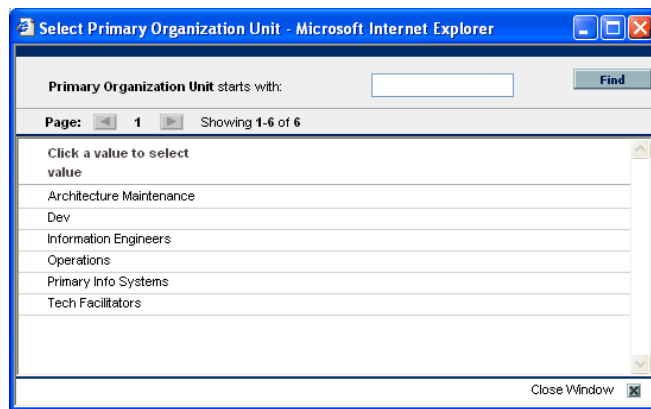 Select Primary Organization Unit - Microsoft Internet Explorer
Primary Organization Unit starts with:
Find
Page: 1 Showing 1-6 of 6
Click a value to select
value
Architecture Maintenance
Dev
Information Engineers
Operations
Primary Info Systems
Tech Facilitators
Close Window